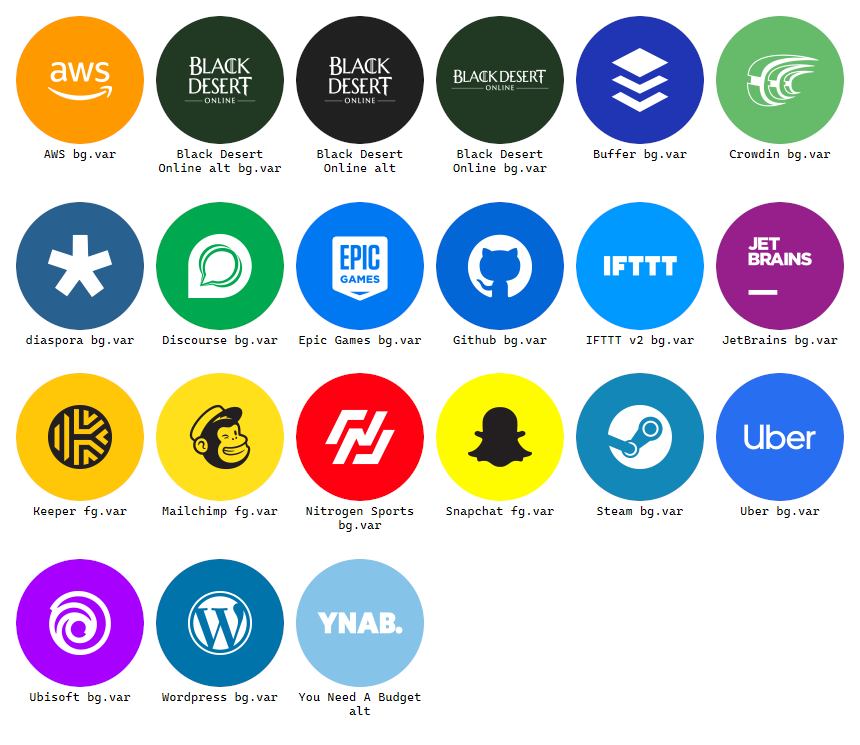 aws
BLACK
DESERT
ONLINE
BLACK
DESERT
ONLINE
BLACK DESERT
ONLINE
AWS bg.var
Black Desert
Online alt bg.var
Black Desert
Online alt
Black Desert
Online bg.var
Buffer bg.var
Crowdin bg.var
EPIC
GAMES
IFTTT
JET
BRAINS
diaspora bg.var
Discourse bg.var
Epic Games bg.var
Github bg.var
IFTTT v2 bg.var
JetBrains bg.var
N
Uber
Keeper fg.var
Mailchimp fg.var
Nitrogen Sports
bg.var
Snapchat fg.var
Steam bg.var
Uber bg.var
W
YNAB.
Ubisoft bg.var
Wordpress bg.var
You Need A Budget
alt